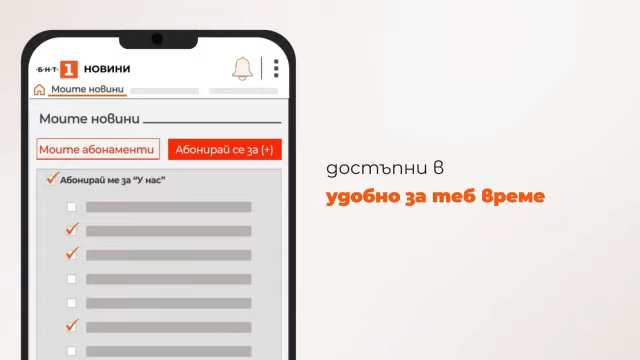 ·Б·Н·Т· 1 НОВИНИ
Моите новини
Моите новини
Моите абонаменти
Абонирай се за (+)
Абонирай ме за "У нас"
достъпни в
удобно за теб време